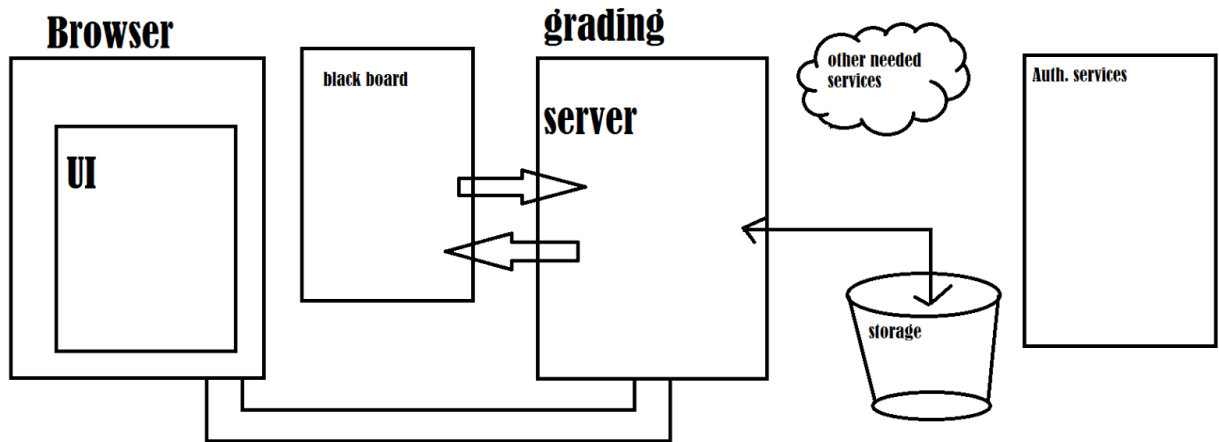 Browser
UI
black board
grading
server
other needed
services
storage
Auth. services